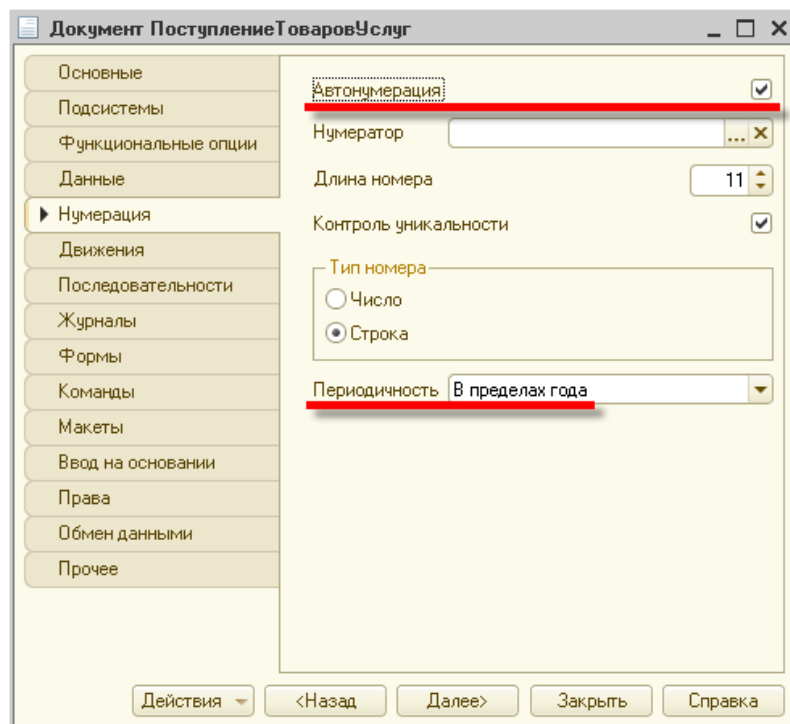 Документ ПоступлениеТоваровУслуг
Основные
Подсистемы
Функциональные опции
Данные
Нумерация
Движения
Последовательности
Журналы
Формы
Команды
Макеты
Ввод на основании
Права
Обмен данными
Прочее
Автонумерация
Нумератор ...
Длина номера 11
Контроль уникальности
Тип номера
Число
Строка
Периодичность В пределах года
Действия <Назад Далее> Закрыть Справка